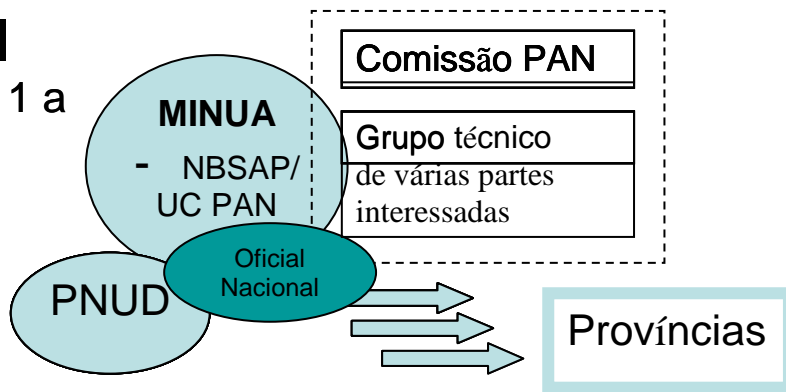 1 a
MINUA
- NBSAP/
UC PAN
Comissão PAN
Grupo técnico
de várias partes
interessadas
Oficial
Nacional
PNUD
Províncias